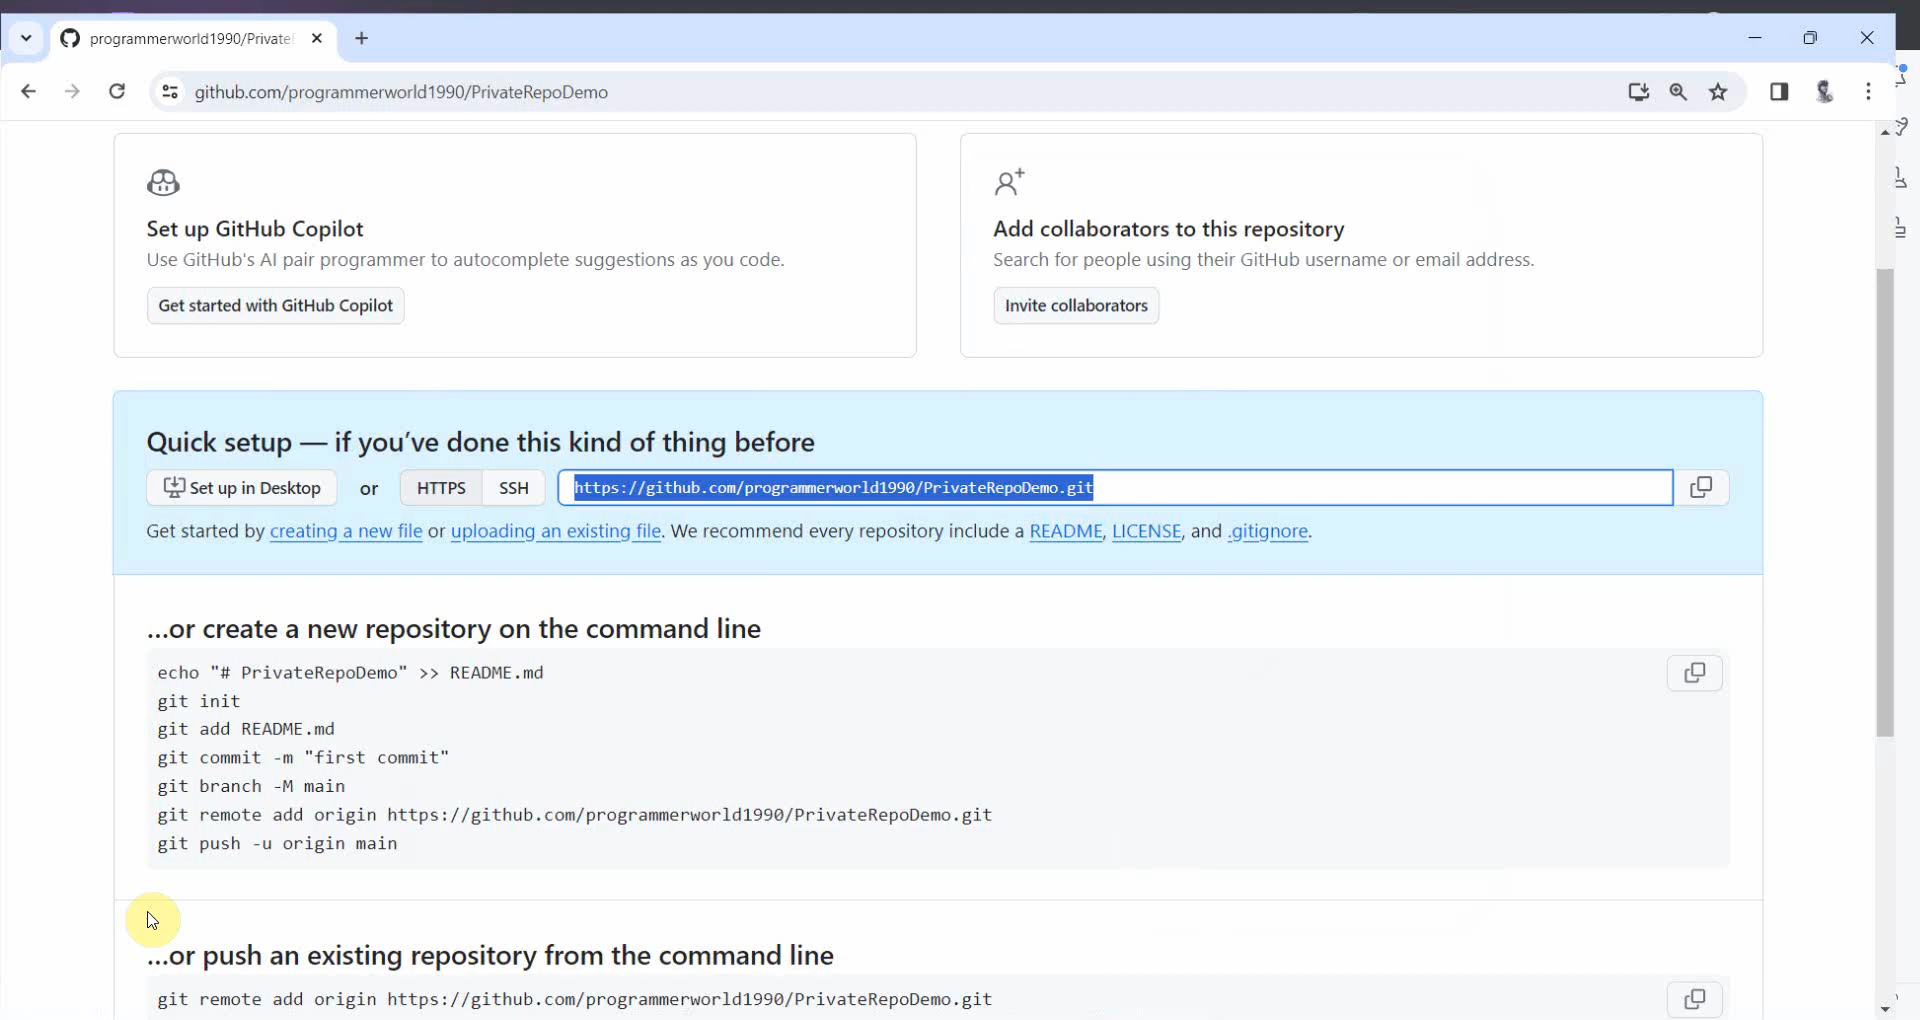 programmerworld1990/Private
github.com/programmerworld1990/PrivateRepoDemo
Set up GitHub Copilot
Use GitHub's AI pair programmer to autocomplete suggestions as you code.
Get started with GitHub Copilot
Add collaborators to this repository
Search for people using their GitHub username or email address.
Invite collaborators
Quick setup — if you've done this kind of thing before
Set up in Desktop or HTTPS SSH https://github.com/programmerworld1990/PrivateRepoDemo.git
Get started by creating a new file or uploading an existing file. We recommend every repository include a README, LICENSE, and .gitignore.
...or create a new repository on the command line
echo "# PrivateRepoDemo" >> README.md
git init
git add README.md
git commit -m "first commit"
git branch -M main
git remote add origin https://github.com/programmerworld1990/PrivateRepoDemo.git
git push -u origin main
...or push an existing repository from the command line
git remote add origin https://github.com/programmerworld1990/PrivateRepoDemo.git